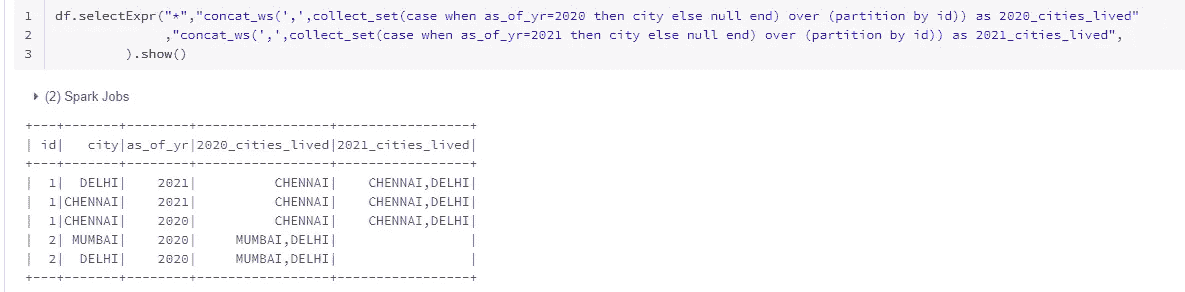 1 df.selectExpr("*","concat_ws(',',collect_set(case when as_of_yr=2020 then city else null end) over (partition by id)) as 2020_cities_lived"
2 ,"concat_ws(',',collect_set(case when as_of_yr=2021 then city else null end) over (partition by id)) as 2021_cities_lived",
3 ).show()
(2) Spark Jobs
+---+-------+--------+-----------------+-----------------+
| id|   city|as_of_yr|2020_cities_lived|2021_cities_lived|
+---+-------+--------+-----------------+-----------------+
|  1|  DELHI|    2021|          CHENNAI|    CHENNAI,DELHI|
|  1|CHENNAI|    2021|          CHENNAI|    CHENNAI,DELHI|
|  1|CHENNAI|    2020|          CHENNAI|    CHENNAI,DELHI|
|  2| MUMBAI|    2020|     MUMBAI,DELHI|                 |
|  2|  DELHI|    2020|     MUMBAI,DELHI|                 |
+---+-------+--------+-----------------+-----------------+